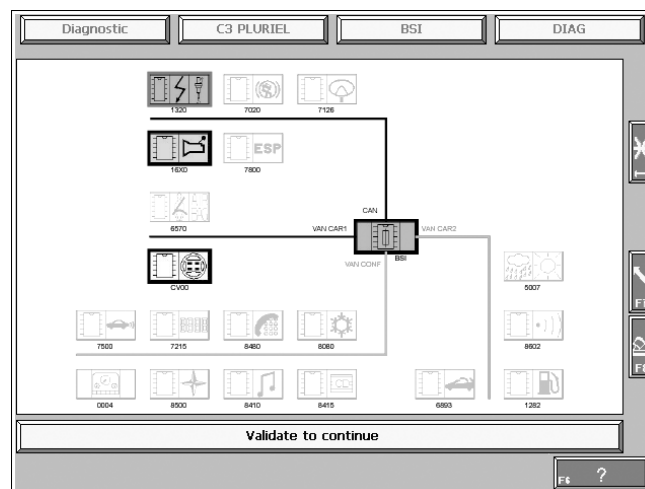 Diagnostic C3 PLURIEL BSI DIAG
1320 7020 7126
ESP
16X0 7800
6570
CAN
VAN CAR1 VAN CAR2
BSI
VAN CONF
CV00
5007
7500 7215 8480 8080 8602
0004 8500 8410 8415 6893 1282
Validate to continue
F6 ?